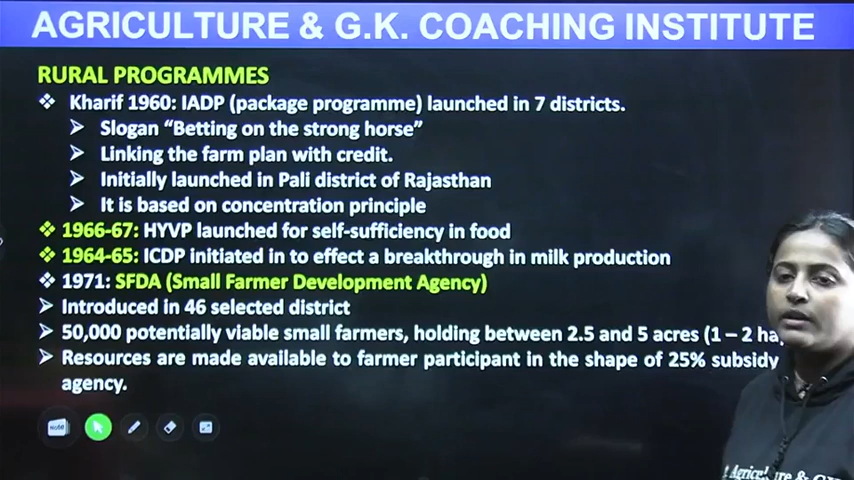 AGRICULTURE & G.K. COACHING INSTITUTE
RURAL PROGRAMMES
❖ Kharif 1960: IADP (package programme) launched in 7 districts.
➢ Slogan “Betting on the strong horse”
➢ Linking the farm plan with credit.
➢ Initially launched in Pali district of Rajasthan
➢ It is based on concentration principle
❖ 1966-67: HYVP launched for self-sufficiency in food
❖ 1964-65: ICDP initiated in to effect a breakthrough in milk production
❖ 1971: SFDA (Small Farmer Development Agency)
➢ Introduced in 46 selected district
➢ 50,000 potentially viable small farmers, holding between 2.5 and 5 acres (1 – 2 ha
➢ Resources are made available to farmer participant in the shape of 25% subsidy
agency.